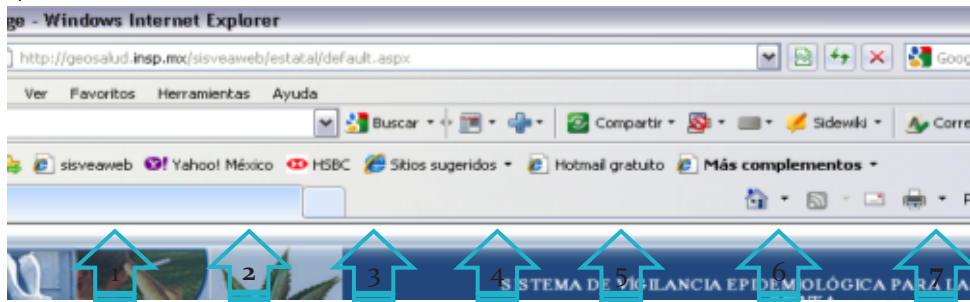 ge - Windows Internet Explorer
http://geosalud.insp.mx/sisveaweb/estatal/default.aspx Goog
Ver Favoritos Herramientas Ayuda
Buscar Compartir Sidewiki Corre
sisveaweb Yahoo! México HSBC Sitios sugeridos Hotmail gratuito Más complementos
P
1 2 3 4 5 6 7
SISTEMA DE VIGILANCIA EPIDEMIOLÓGICA PARA LA